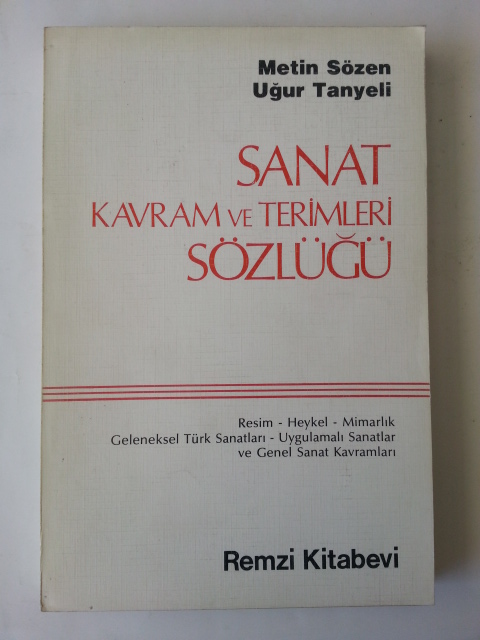 Metin Sözen
Uğur Tanyeli
SANAT
KAVRAM VE TERİMLERİ
SÖZLÜĞÜ
Resim - Heykel - Mimarlık
Geleneksel Türk Sanatları - Uygulamalı Sanatlar
ve Genel Sanat Kavramları
Remzi Kitabevi